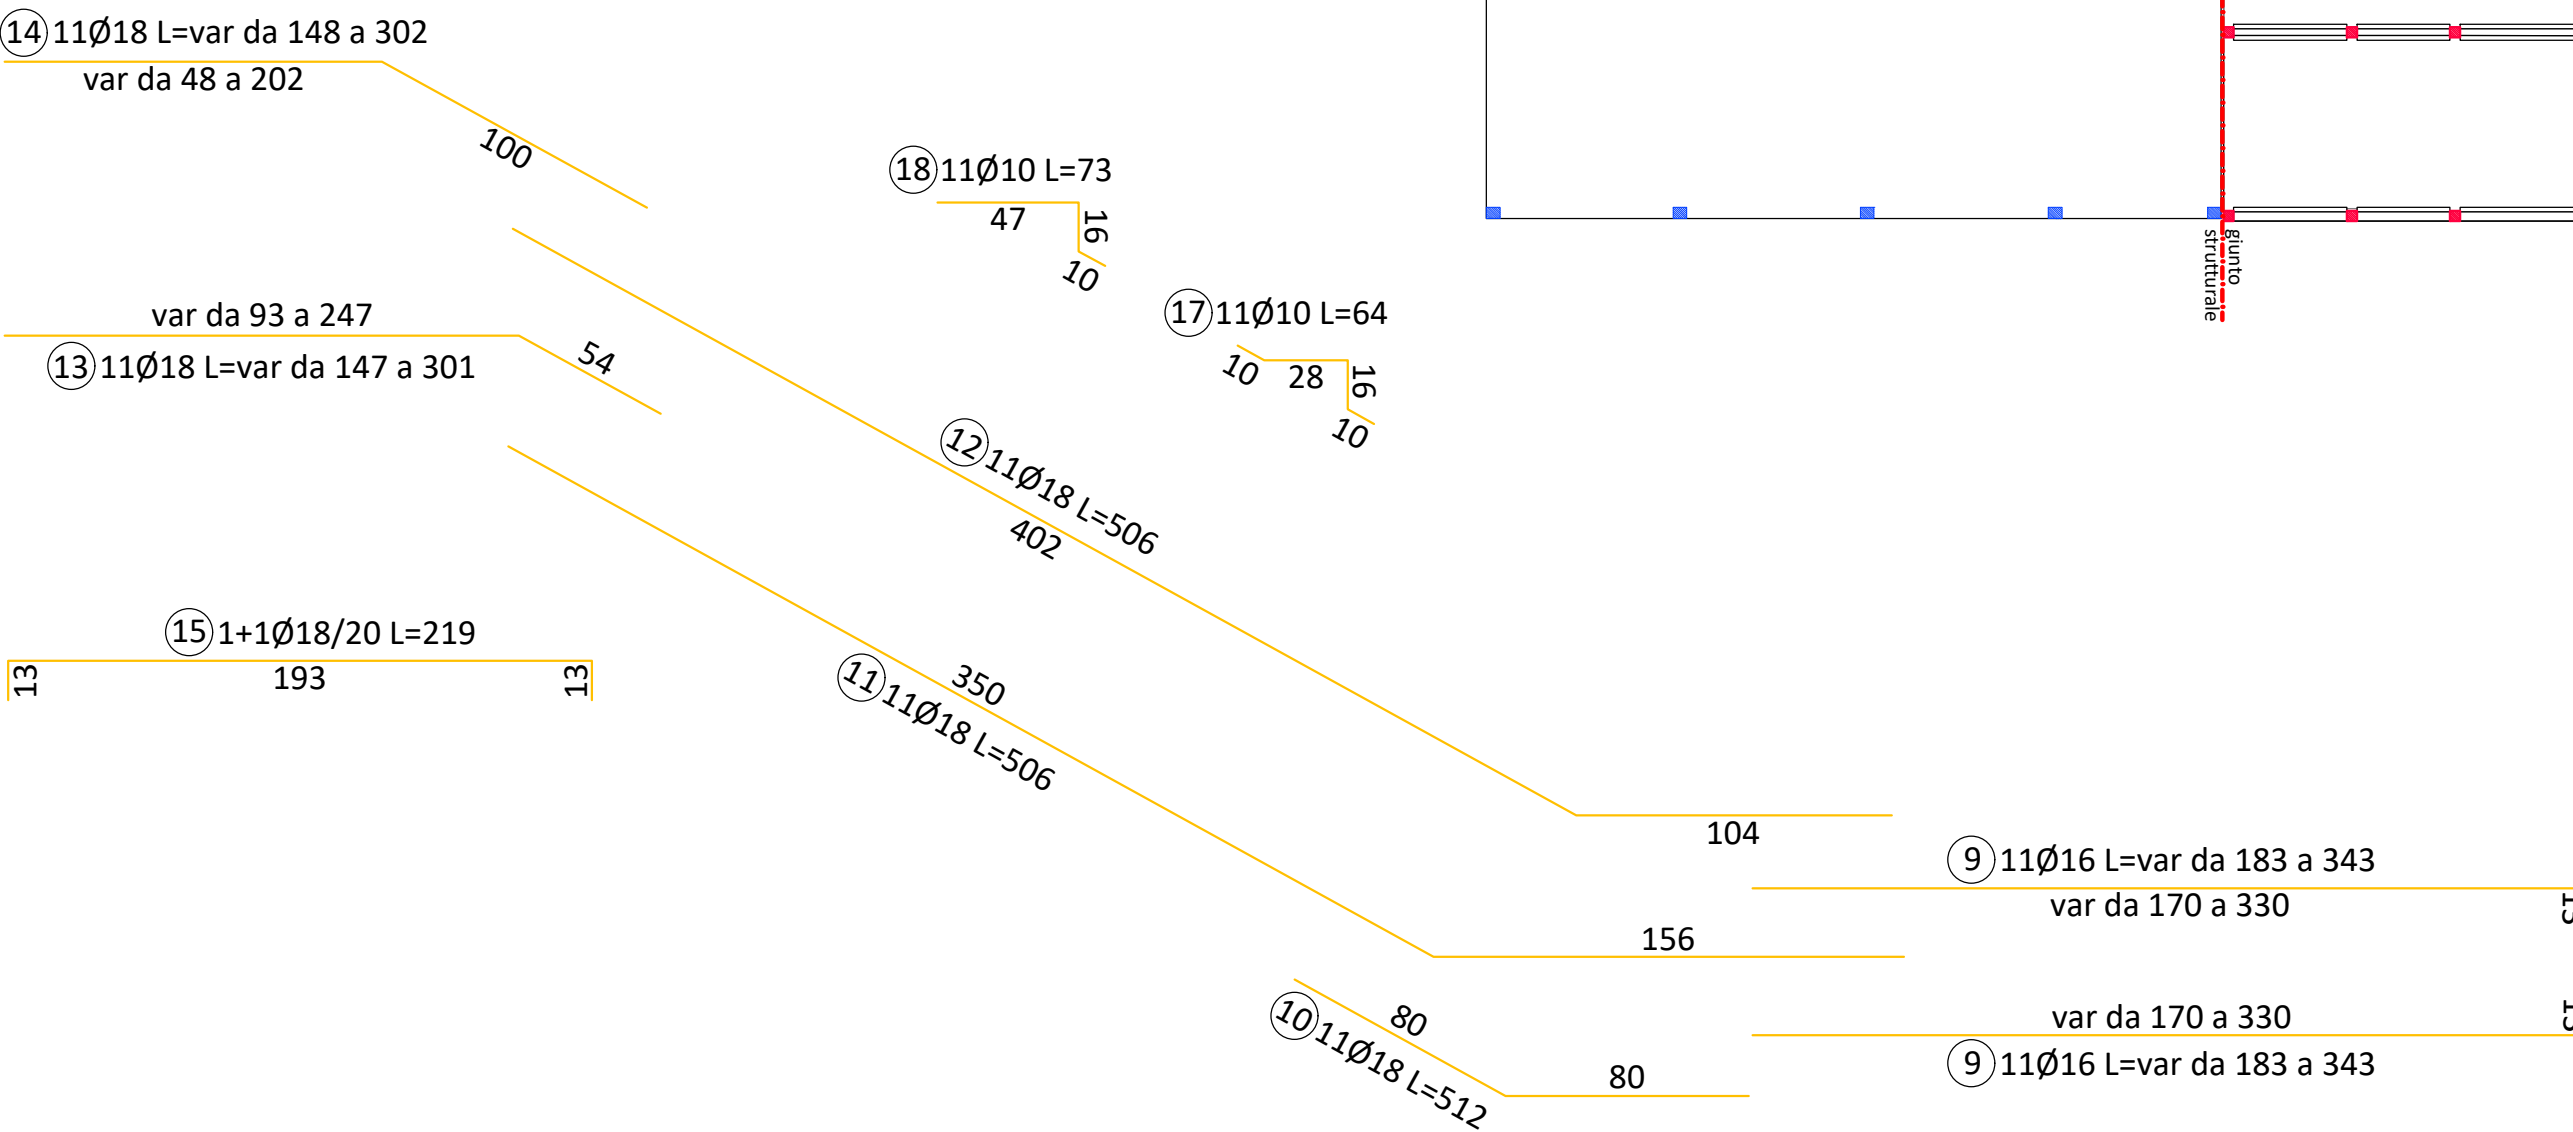 14 11Ø18 L=var da 148 a 302
var da 48 a 202
100
18 11Ø10 L=73
47
16
10
giunto
strutturale
17 11Ø10 L=64
10
28
16
10
var da 93 a 247
13 11Ø18 L=var da 147 a 301
54
12 11Ø18 L=506
402
104
15 1+1Ø18/20 L=219
13
193
13
350
11 11Ø18 L=506
156
9 11Ø16 L=var da 183 a 343
var da 170 a 330
80
10 11Ø18 L=512
80
var da 170 a 330
9 11Ø16 L=var da 183 a 343